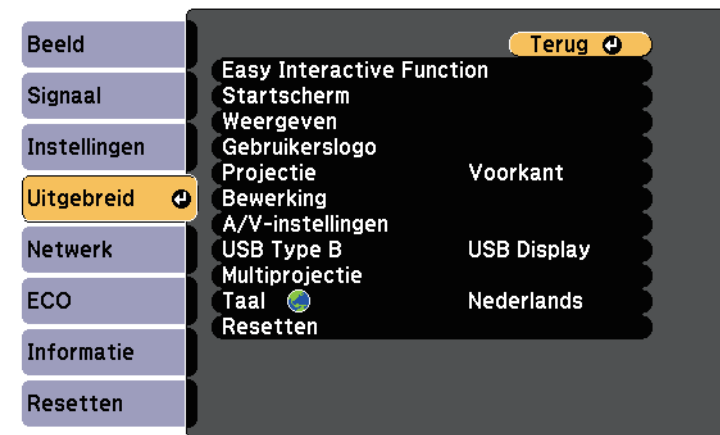 Beeld
Signaal
Instellingen
Uitgebreid
Netwerk
ECO
Informatie
Resetten
Terug
Easy Interactive Function
Startscherm
Weergeven
Gebruikerslogo
Projectie Voorkant
Bewerking
A/V-instellingen
USB Type B USB Display
Multiprojectie
Taal Nederlands
Resetten